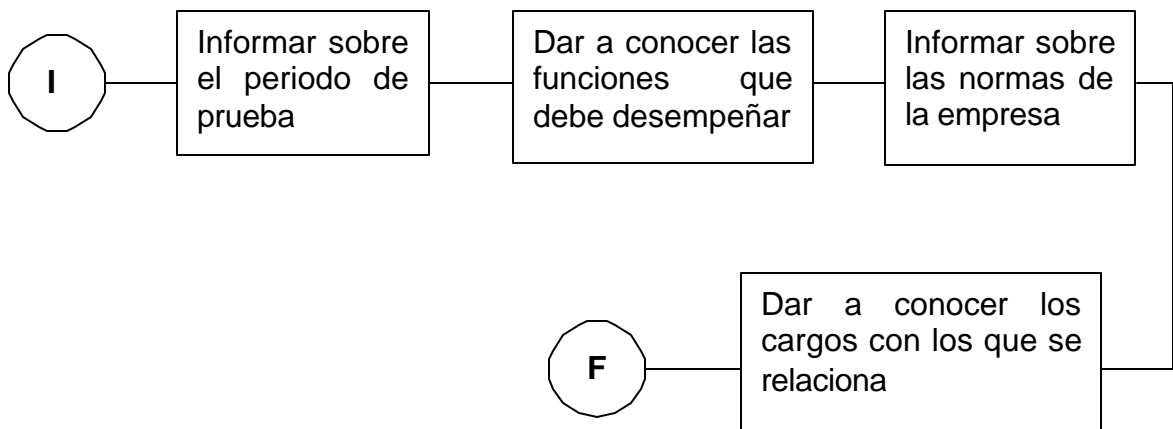 I
Informar sobre
el periodo de
prueba
Dar a conocer las
funciones que
debe desempeñar
Informar sobre
las normas de
la empresa
Dar a conocer los
cargos con los que se
relaciona
F